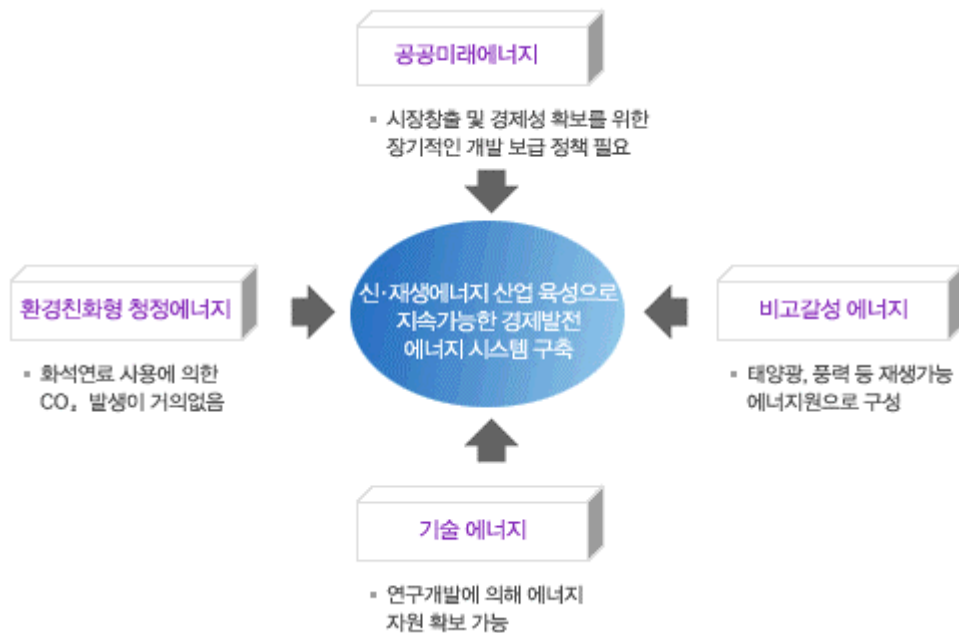 공공미래에너지
▪ 시장창출 및 경제성 확보를 위한
장기적인 개발 보급 정책 필요
환경친화형 청정에너지
▪ 화석연료 사용에 의한
CO₂ 발생이 거의없음
신·재생에너지 산업 육성으로
지속가능한 경제발전
에너지 시스템 구축
비고갈성 에너지
▪ 태양광, 풍력 등 재생가능
에너지원으로 구성
기술 에너지
▪ 연구개발에 의해 에너지
자원 확보 가능